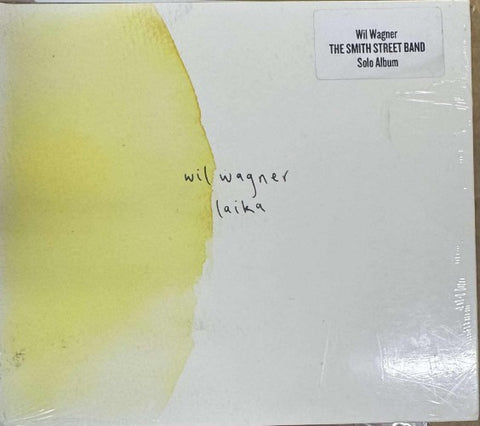 Wil Wagner
THE SMITH STREET BAND
Solo Album
wil wagner
laika